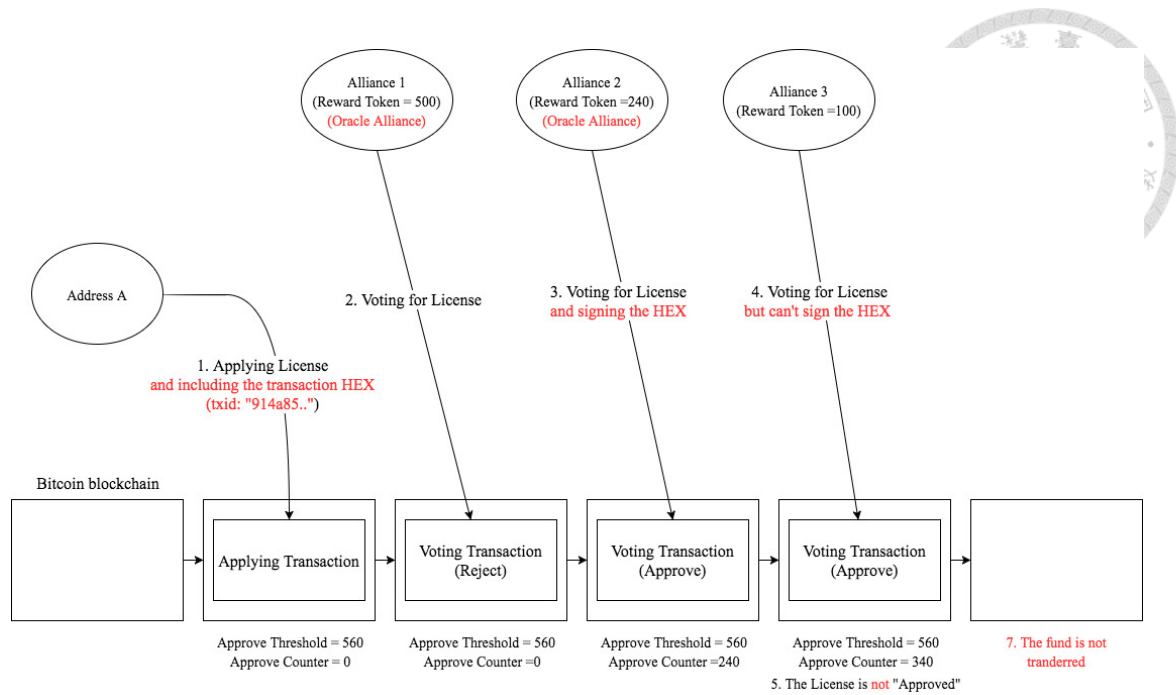 Alliance 1
(Reward Token = 500)
(Oracle Alliance)
Alliance 2
(Reward Token =240)
(Oracle Alliance)
Alliance 3
(Reward Token =100)
Address A
2. Voting for License
3. Voting for License
and signing the HEX
4. Voting for License
but can't sign the HEX
1. Applying License
and including the transaction HEX
(txid: "914a85..")
Bitcoin blockchain
Applying Transaction
Voting Transaction
(Reject)
Voting Transaction
(Approve)
Voting Transaction
(Approve)
Approve Threshold = 560
Approve Counter = 0
Approve Threshold = 560
Approve Counter =0
Approve Threshold = 560
Approve Counter =240
Approve Threshold = 560
Approve Counter = 340
5. The License is not "Approved"
7. The fund is not
tranderred